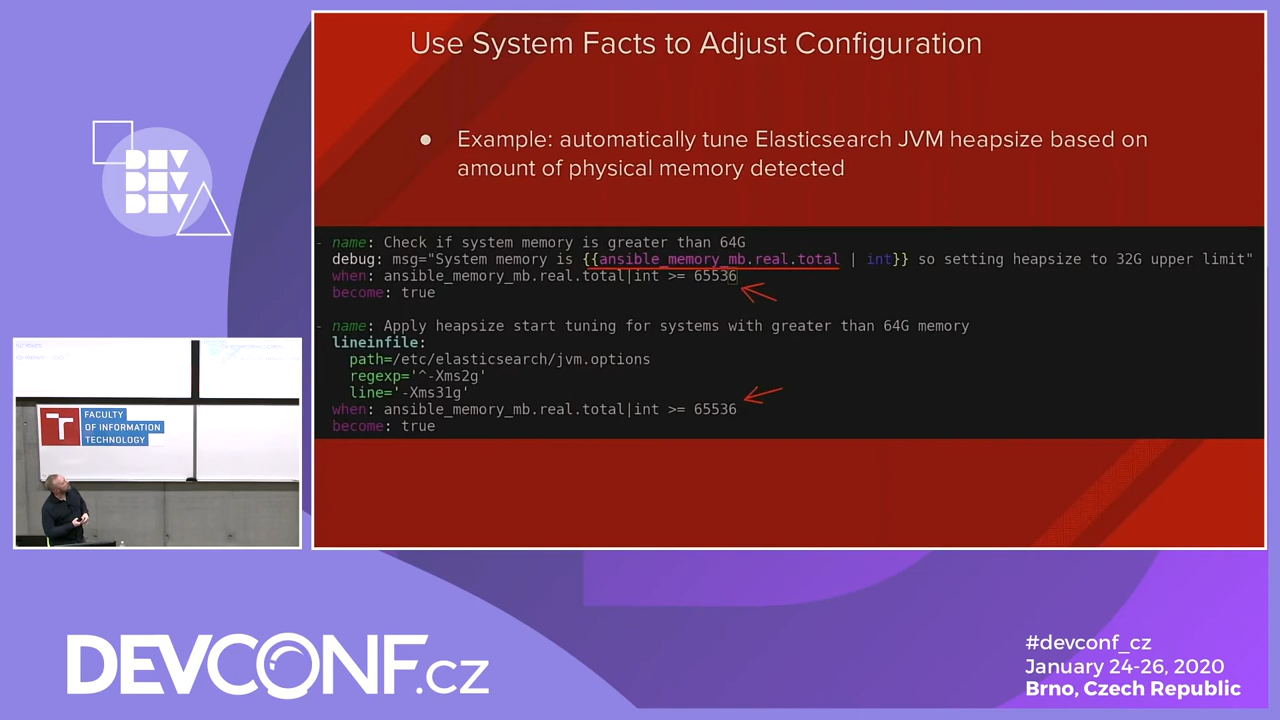 Use System Facts to Adjust Configuration
● Example: automatically tune Elasticsearch JVM heapsize based on
amount of physical memory detected
- name: Check if system memory is greater than 64G
debug: msg="System memory is {{ansible_memory_mb.real.total | int}} so setting heapsize to 32G upper limit"
when: ansible_memory_mb.real.total|int >= 65536
become: true
- name: Apply heapsize start tuning for systems with greater than 64G memory
lineinfile:
path=/etc/elasticsearch/jvm.options
regexp='^-Xms2g'
line='-Xms31g'
when: ansible_memory_mb.real.total|int >= 65536
become: true
DEV
DEV
DEV
T
FACULTY
OF INFORMATION
TECHNOLOGY
DEVCONF.cz
#devconf_cz
January 24-26, 2020
Brno, Czech Republic